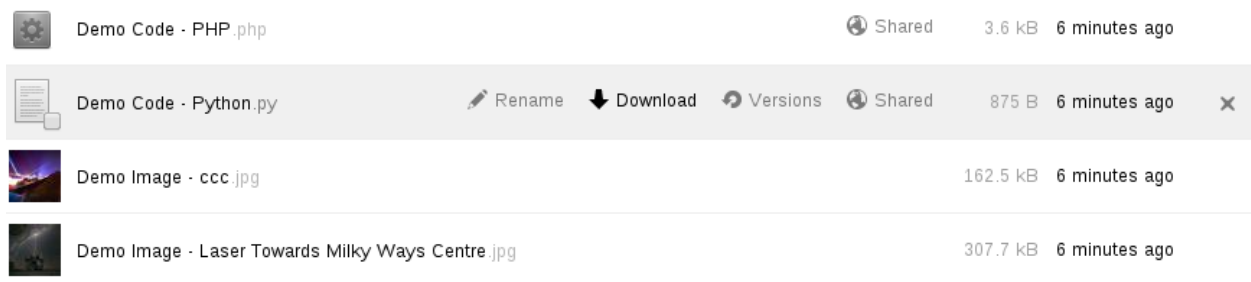 Demo Code - PHP.php Shared 3.6 kB 6 minutes ago
Demo Code - Python.py Rename Download Versions Shared 875 B 6 minutes ago
Demo Image - ccc.jpg 162.5 kB 6 minutes ago
Demo Image - Laser Towards Milky Ways Centre.jpg 307.7 kB 6 minutes ago